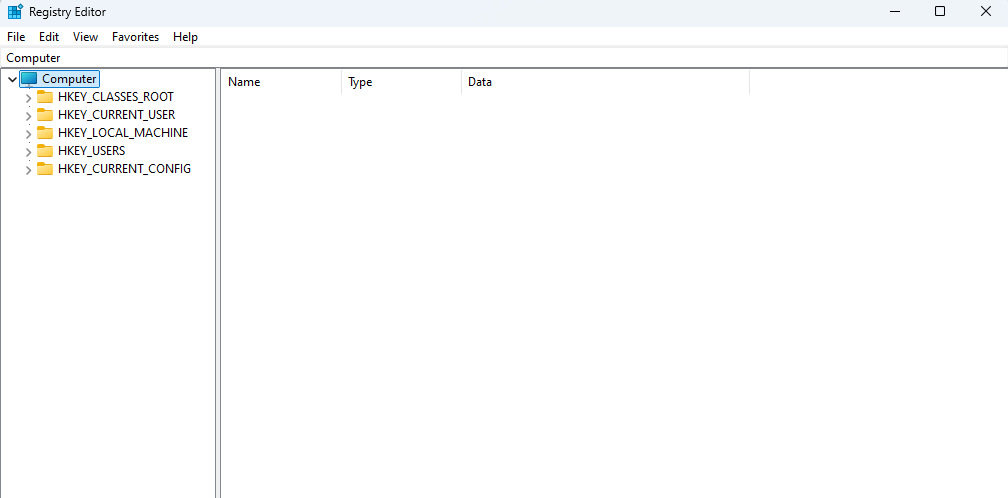 Registry Editor
File Edit View Favorites Help
Computer
Computer
HKEY_CLASSES_ROOT
HKEY_CURRENT_USER
HKEY_LOCAL_MACHINE
HKEY_USERS
HKEY_CURRENT_CONFIG
Name Type Data